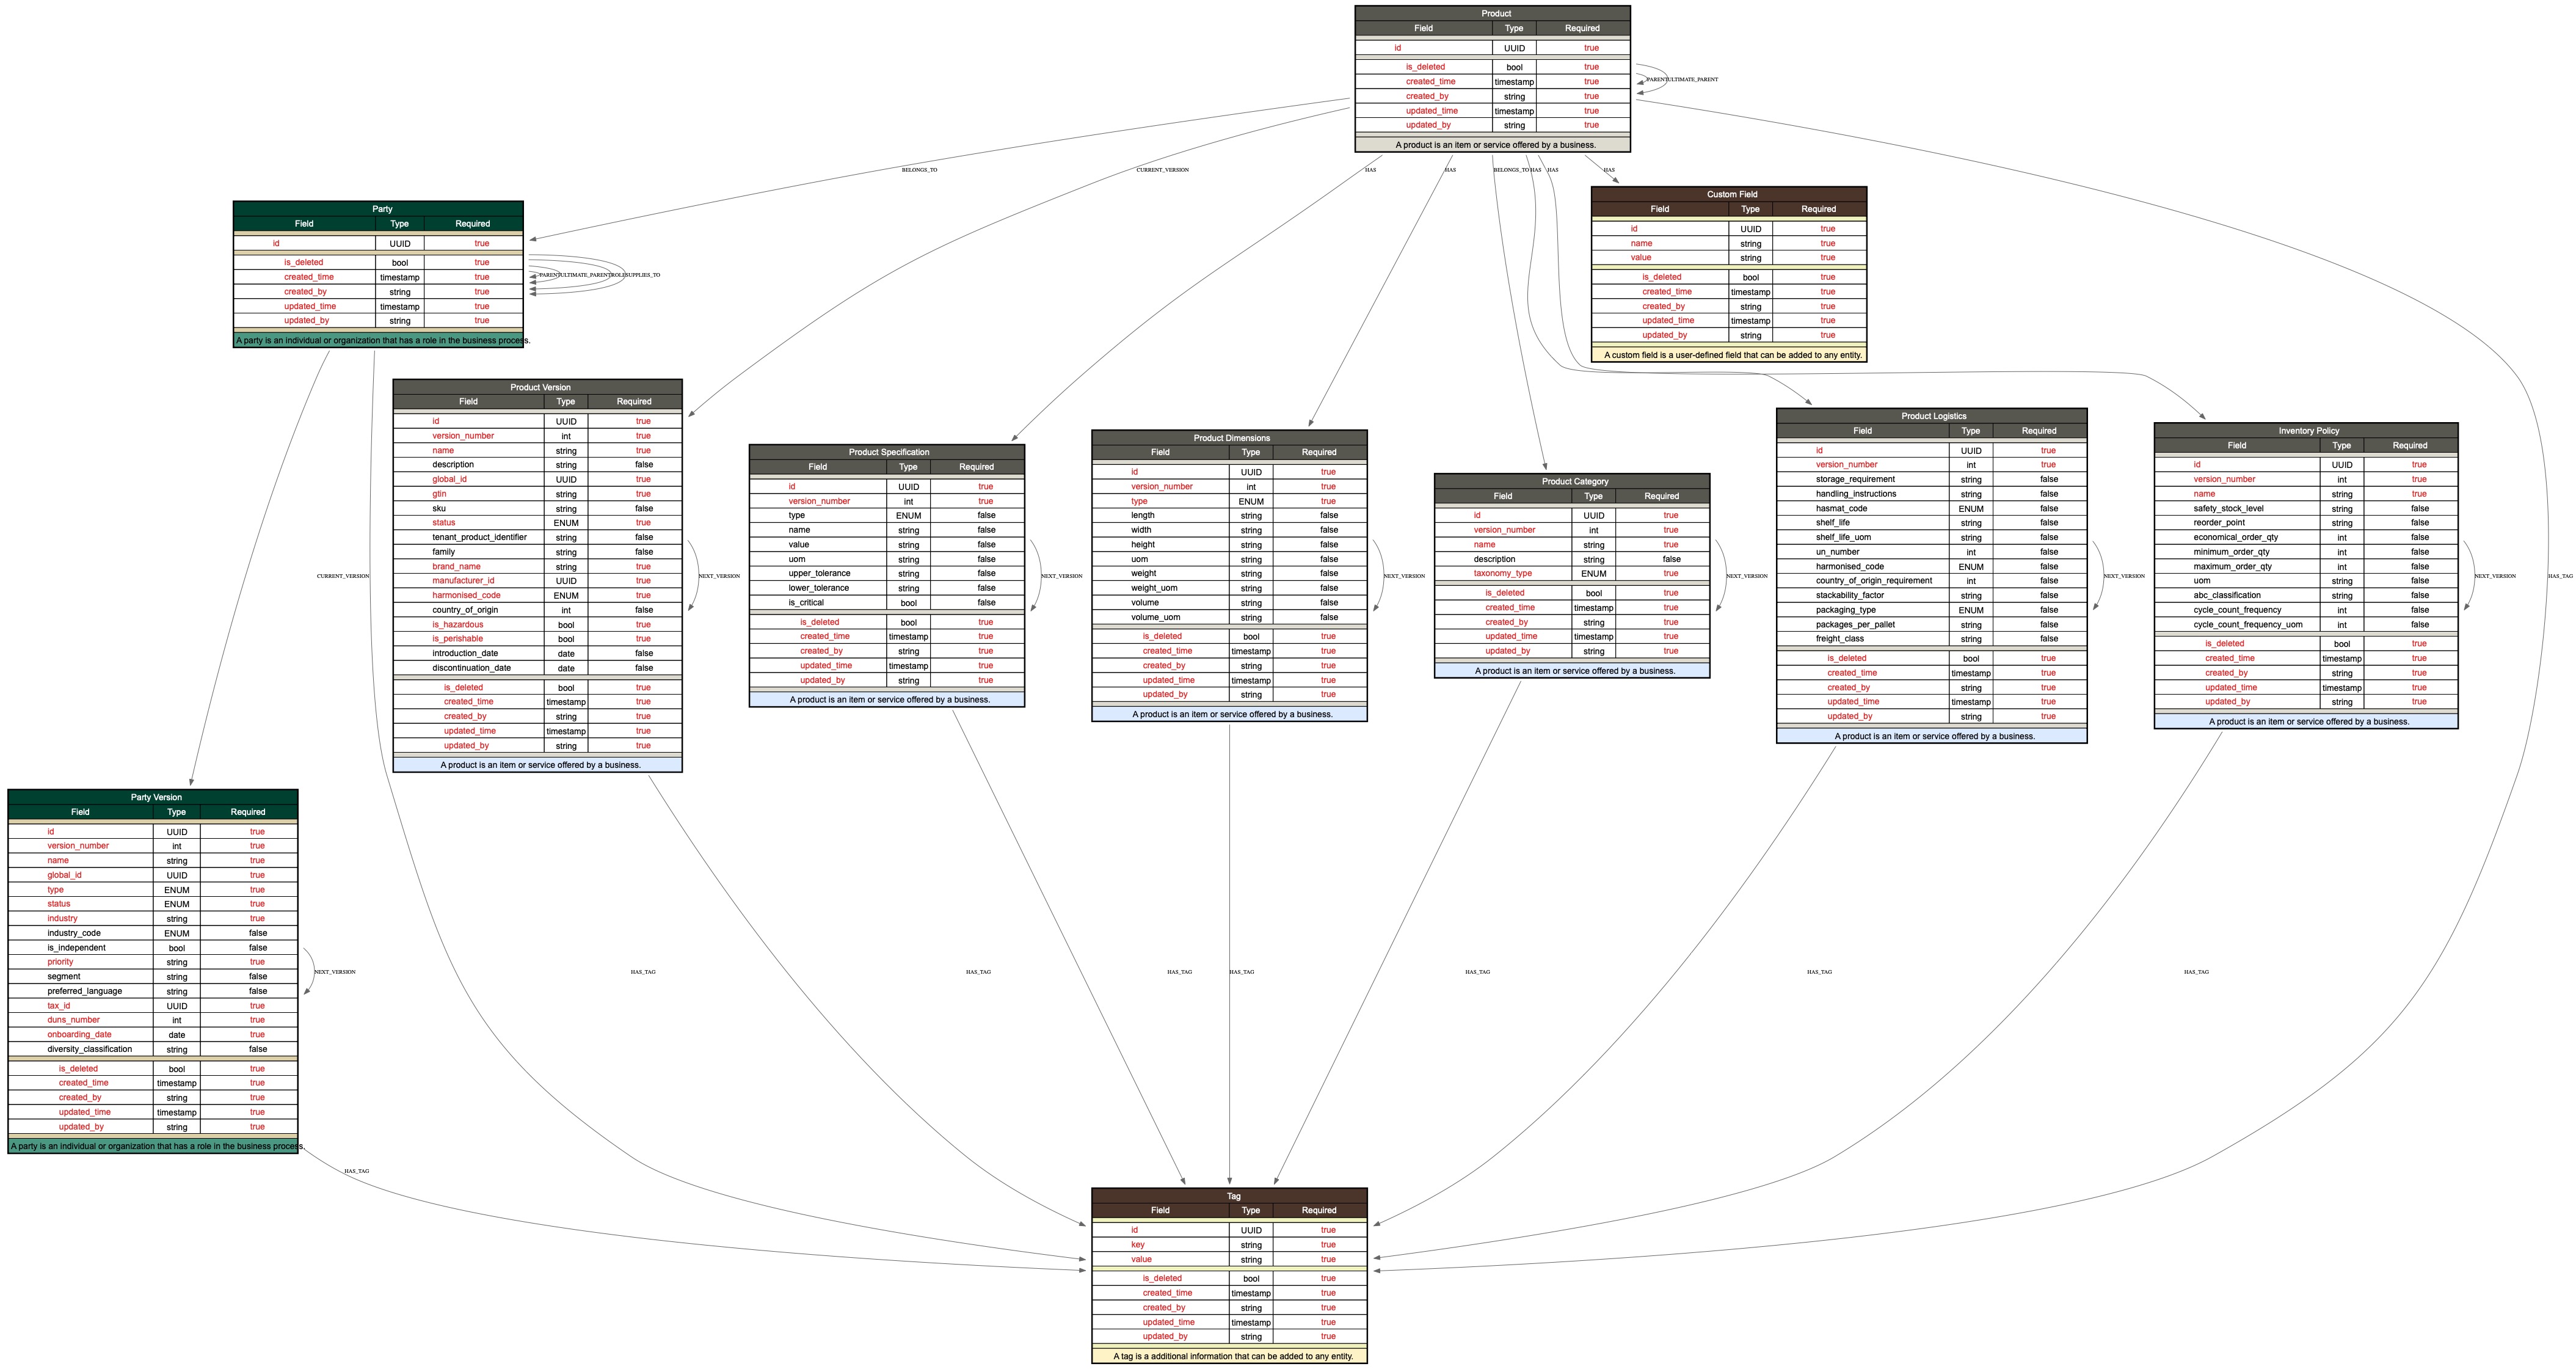 Product
Field Type Required
id UUID true
is_deleted bool true
created_time timestamp true
created_by string true
updated_time timestamp true
updated_by string true
A product is an item or service offered by a business.
PARENT
ULTIMATE_PARENT
BELONGS_TO
CURRENT_VERSION
HAS
HAS
BELONGS_TO
HAS
HAS
HAS
Custom Field
Field Type Required
id UUID true
name string true
value string true
is_deleted bool true
created_time timestamp true
created_by string true
updated_time timestamp true
updated_by string true
A custom field is a user-defined field that can be added to any entity.
Party
Field Type Required
id UUID true
is_deleted bool true
created_time timestamp true
created_by string true
updated_time timestamp true
updated_by string true
A party is an individual or organization that has a role in the business process.
PARENT
ULTIMATE_PARENT
SUPPLIES_TO
Product Version
Field Type Required
id UUID true
version_number int true
name string true
description string false
global_id UUID true
gtin string true
sku string false
status ENUM true
tenant_product_identifier string false
family string false
brand_name string true
manufacturer_id UUID true
harmonised_code ENUM true
country_of_origin int false
is_hazardous bool true
is_perishable bool true
introduction_date date false
discontinuation_date date false
is_deleted bool true
created_time timestamp true
created_by string true
updated_time timestamp true
updated_by string true
A product is an item or service offered by a business.
NEXT_VERSION
Product Specification
Field Type Required
id UUID true
version_number int true
type ENUM false
name string false
value string false
uom string false
upper_tolerance string false
lower_tolerance string false
is_critical bool false
is_deleted bool true
created_time timestamp true
created_by string true
updated_time timestamp true
updated_by string true
A product is an item or service offered by a business.
NEXT_VERSION
Product Dimensions
Field Type Required
id UUID true
version_number int true
type ENUM true
length string false
width string false
height string false
uom string false
weight string false
weight_uom string false
volume string false
volume_uom string false
is_deleted bool true
created_time timestamp true
created_by string true
updated_time timestamp true
updated_by string true
A product is an item or service offered by a business.
NEXT_VERSION
Product Category
Field Type Required
id UUID true
version_number int true
name string true
description string false
taxonomy_type ENUM true
is_deleted bool true
created_time timestamp true
created_by string true
updated_time timestamp true
updated_by string true
A product is an item or service offered by a business.
NEXT_VERSION
Product Logistics
Field Type Required
id UUID true
version_number int true
storage_requirement string false
handling_instructions string false
hasmat_code ENUM false
shelf_life string false
shelf_life_uom string false
un_number int false
harmonised_code ENUM false
country_of_origin_requirement int false
stackability_factor string false
packaging_type ENUM false
packages_per_pallet string false
freight_class string false
is_deleted bool true
created_time timestamp true
created_by string true
updated_time timestamp true
updated_by string true
A product is an item or service offered by a business.
NEXT_VERSION
Inventory Policy
Field Type Required
id UUID true
version_number int true
name string true
safety_stock_level string false
reorder_point string false
economical_order_qty int false
minimum_order_qty int false
maximum_order_qty int false
uom string false
abc_classification string false
cycle_count_frequency int false
cycle_count_frequency_uom int false
is_deleted bool true
created_time timestamp true
created_by string true
updated_time timestamp true
updated_by string true
A product is an item or service offered by a business.
NEXT_VERSION
HAS_TAG
CURRENT_VERSION
Party Version
Field Type Required
id UUID true
version_number int true
name string true
global_id UUID true
type ENUM true
status ENUM true
industry string true
industry_code ENUM false
is_independent bool false
priority string true
segment string false
preferred_language string false
tax_id UUID true
duns_number int true
onboarding_date date true
diversity_classification string false
is_deleted bool true
created_time timestamp true
created_by string true
updated_time timestamp true
updated_by string true
A party is an individual or organization that has a role in the business process.
NEXT_VERSION
HAS_TAG
HAS_TAG
HAS_TAG
HAS_TAG
HAS_TAG
HAS_TAG
HAS_TAG
HAS_TAG
Tag
Field Type Required
id UUID true
key string true
value string true
is_deleted bool true
created_time timestamp true
created_by string true
updated_time timestamp true
updated_by string true
A tag is a additional information that can be added to any entity.